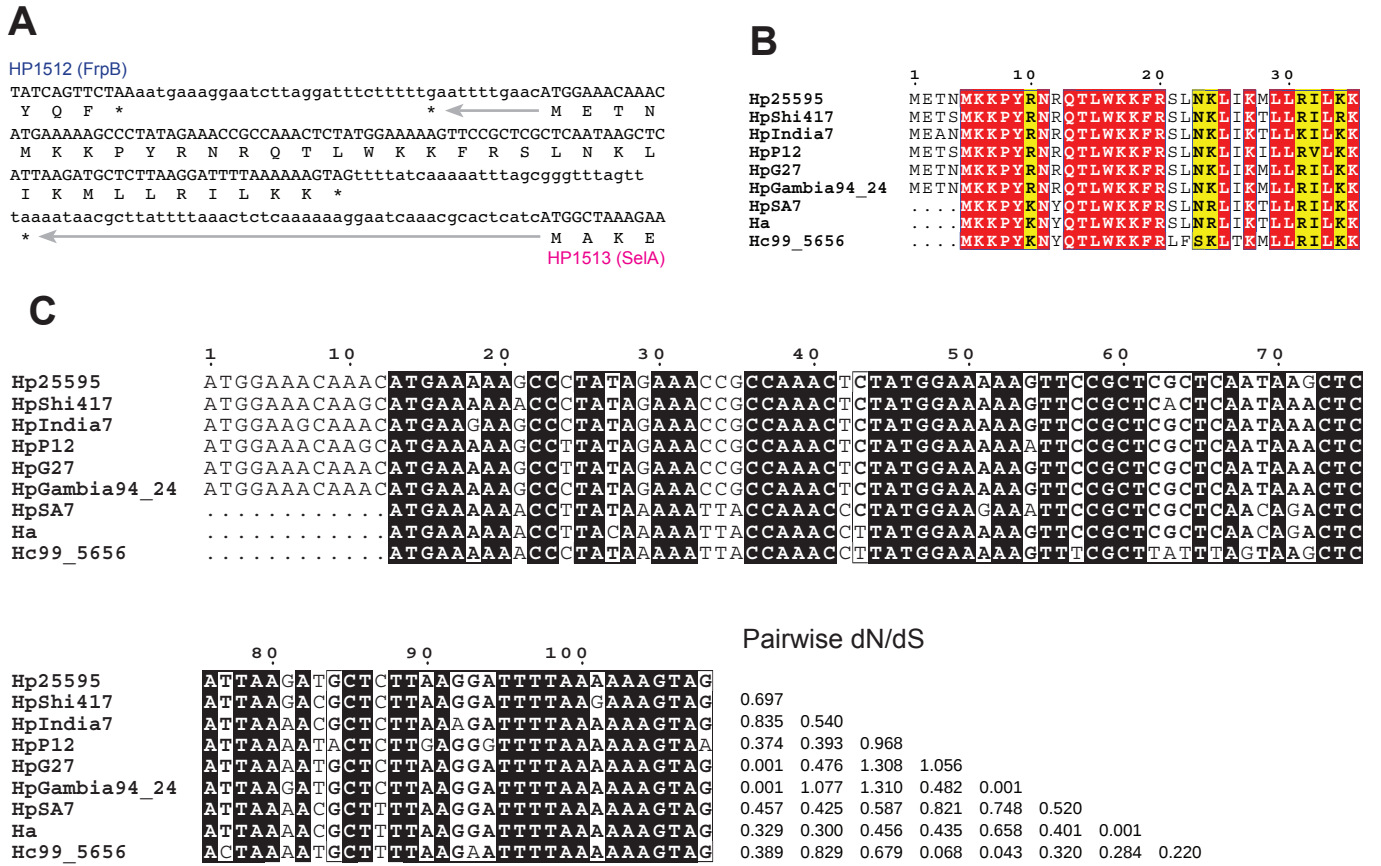 A
HP1512 (FrpB)
TATCAGTTCTAAaatgaaaggaatcttaggatttctttttgaattttgaacATGGAAACAAAC
Y Q F * * M E T N
ATGAAAAAGCCCTATAGAAACCGCCAAACTCTATGGAAAAAGTTCCGCTCGCTCAATAAGCTC
M K K P Y R N R Q T L W K K F R S L N K L
ATTAAGATGCTCTTAAGGATTTTAAAAAAGTAGttttatcaaaaatttagcgggtttagtt
I K M L L R I L K K *
taaaataacgcttattttaaactctcaaaaaaaggaatcaaacgcactcatcATGGCTAAAGAA
* M A K E
HP1513 (SelA)
B
1 10 20 30
Hp25595 METNMKKPYRNRQTLWKKFRSLNKLIKMLLRILKK
HpShi417 METSMKKPYRNRQTLWKKFRSLNKLIKTLLRILRK
HpIndia7 MEANMKKPYRNRQTLWKKFRSLNKLIKTLLKILKK
HpP12 METSMKKPYRNRQTLWKKFRSLNKLIKILLRVLKK
HpG27 METNMKKPYRNRQTLWKKFRSLNKLIKMLLRILKK
HpGambia94_24 METNMKKPYRNRQTLWKKFRSLNKLIKMLLRILKK
HpSA7 ....MKKPYKNYQTLWKKFRSLNRLIKTLLRILKK
Ha ....MKKPYKNYQTLWKKFRSLNRLIKTLLRILKK
Hc99_5656 ....MKKPYKNYQTLWKKFRLFSKLTKMLLRILKK
C
1 10 20 30 40 50 60 70
Hp25595 ATGGAAACAAACATGAAAAAGCCCTATAGAAACCGCCAAACTCTATGGAAAAAGTTCCGCTCGCTCAATAAGCTC
HpShi417 ATGGAAACAAGCATGAAAAAACCCTATAGAAACCGCCAAACTCTATGGAAAAAGTTCCGCTCACTCAATAAACTC
HpIndia7 ATGGAAGCAAACATGAAGAAGCCCTATAGAAACCGCCAAACTCTATGGAAAAAGTTCCGCTCGCTCAATAAACTC
HpP12 ATGGAAACAAGCATGAAAAAGCCTTATAGAAACCGCCAAACTCTATGGAAAAAATTCCGCTCGCTCAATAAACTC
HpG27 ATGGAAACAAACATGAAAAAGCCTTATAGAAACCGCCAAACTCTATGGAAAAAGTTCCGCTCGCTCAATAAACTC
HpGambia94_24 ATGGAAACAAACATGAAAAAGCCCTATAGAAACCGCCAAACTCTATGGAAAAAGTTCCGCTCGCTCAATAAACTC
HpSA7 ............ATGAAAAAACCTTATAAAAATTACCAAACCCTATGGAAGAAATTCCGCTCGCTCAACAGACTC
Ha ............ATGAAAAAACCTTACAAAAATTACCAAACCTTATGGAAAAAGTTCCGCTCGCTCAACAGACTC
Hc99_5656 ............ATGAAAAAACCCTATAAAAATTACCAAACCTTATGGAAAAAGTTTCGCTTATTTAGTAAGCTC
80 90 100
Pairwise dN/dS
Hp25595 ATTAAGATGCTCTTAAGGATTTTAAAAAAGTAG
HpShi417 ATTAAGACGCTCTTAAGGATTTTAAGAAAGTAG 0.697
HpIndia7 ATTAAAACGCTCTTAAAGATTTTAAAAAAGTAG 0.835 0.540
HpP12 ATTAAAATACTCTTGAGGGTTTTAAAAAAGTAA 0.374 0.393 0.968
HpG27 ATTAAAATGCTCTTAAGGATTTTAAAAAAGTAG 0.001 0.476 1.308 1.056
HpGambia94_24 ATTAAGATGCTCTTAAGGATTTTAAAAAAGTAG 0.001 1.077 1.310 0.482 0.001
HpSA7 ATTAAAACGCTTTTAAGGATTTTAAAAAAGTAG 0.457 0.425 0.587 0.821 0.748 0.520
Ha ATTAAAACGCTTTTAAGGATTTTAAAAAAGTAG 0.329 0.300 0.456 0.435 0.658 0.401 0.001
Hc99_5656 ACTAAAATGCTTTTAAGAATTTTAAAAAAGTAG 0.389 0.829 0.679 0.068 0.043 0.320 0.284 0.220